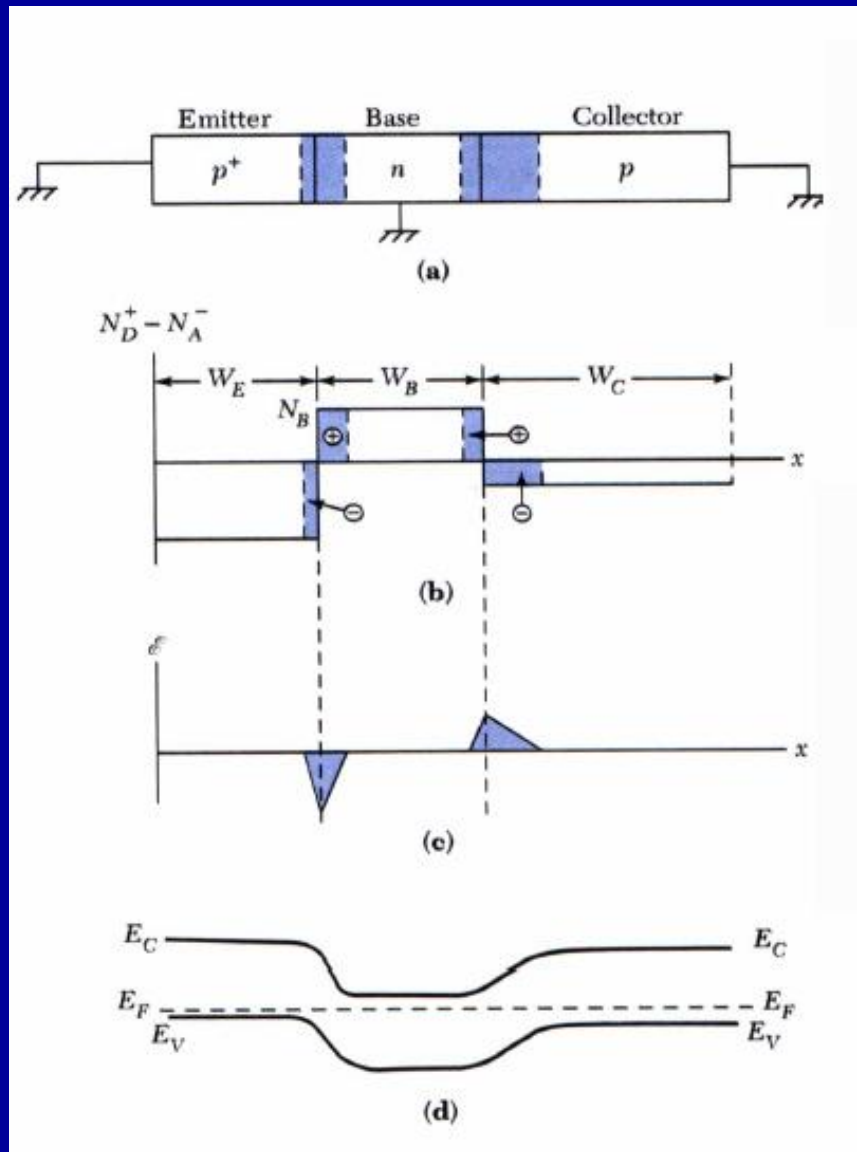 Emitter Base Collector
p⁺ n p
(a)
N_D⁺ − N_A⁻
W_E W_B W_C
N_B
⊕ ⊕ x
⊖ ⊖
(b)
ℰ
x
(c)
E_C E_C
E_F E_F
E_V E_V
(d)